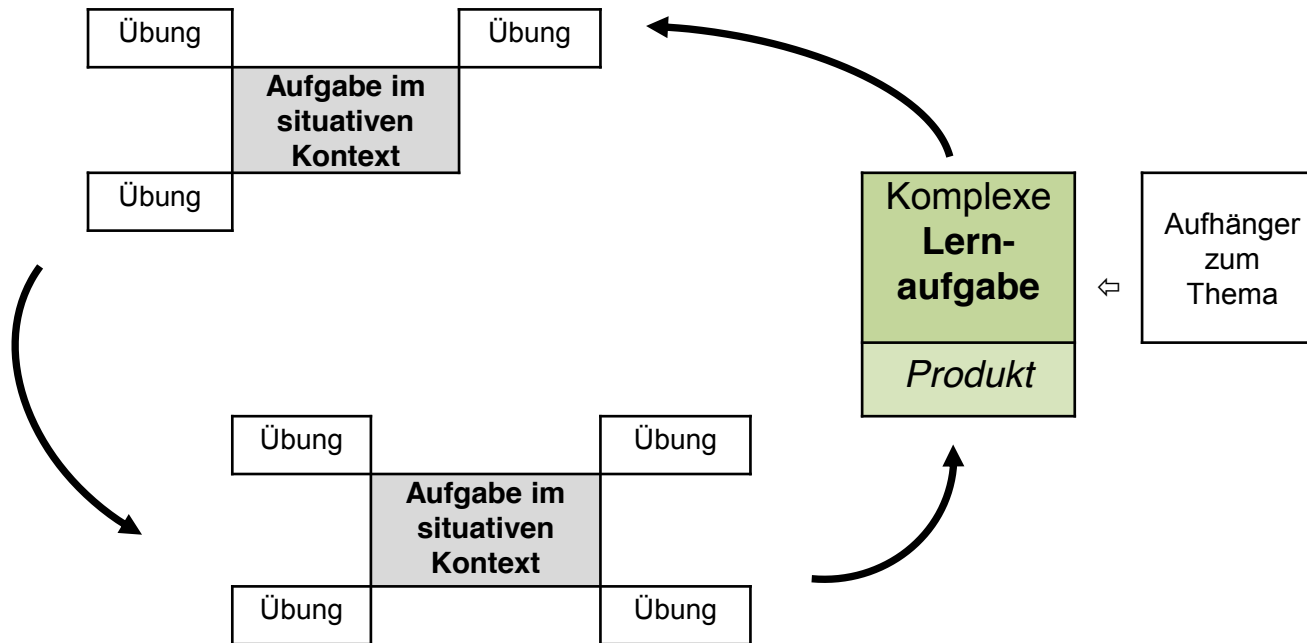 Übung
Übung
Aufgabe im
situativen
Kontext
Übung
Komplexe
Lern-
aufgabe
Produkt
⇦
Aufhänger
zum
Thema
Übung
Übung
Aufgabe im
situativen
Kontext
Übung
Übung